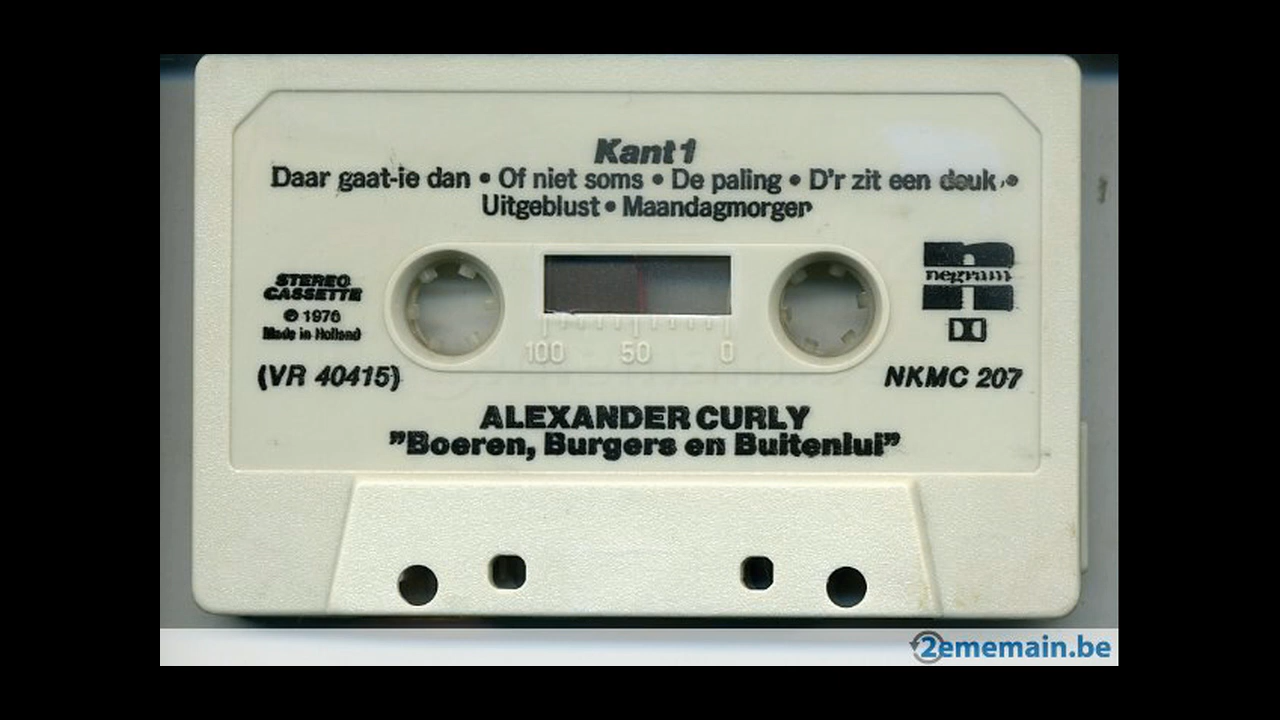 Kant 1
Daar gaat-ie dan • Of niet soms • De paling • D'r zit een deuk •
Uitgeblust • Maandagmorgen
STEREO
CASSETTE
℗ 1976
Made in Holland
negram
100 50 0
(VR 40415)
NKMC 207
ALEXANDER CURLY
"Boeren, Burgers en Buitenlui"
2ememain.be